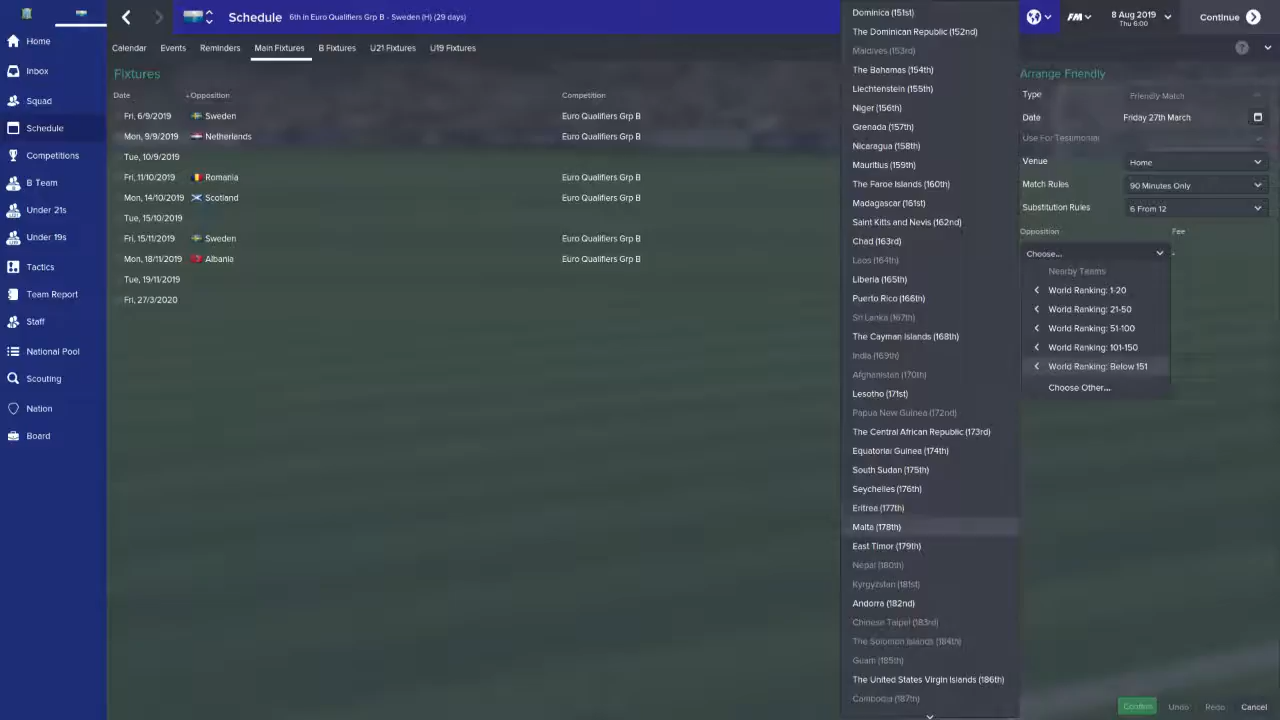 Schedule
6th in Euro Qualifiers Grp B - Sweden (H) (29 days)
FM
8 Aug 2019
Thu 6:00
Continue
Home
Inbox
Squad
Schedule
Competitions
B Team
Under 21s
Under 19s
Tactics
Team Report
Staff
National Pool
Scouting
Nation
Board
Calendar
Events
Reminders
Main Fixtures
B Fixtures
U21 Fixtures
U19 Fixtures
Fixtures
Date Opposition Competition
Fri, 6/9/2019 Sweden Euro Qualifiers Grp B
Mon, 9/9/2019 Netherlands Euro Qualifiers Grp B
Tue, 10/9/2019
Fri, 11/10/2019 Romania Euro Qualifiers Grp B
Mon, 14/10/2019 Scotland Euro Qualifiers Grp B
Tue, 15/10/2019
Fri, 15/11/2019 Sweden Euro Qualifiers Grp B
Mon, 18/11/2019 Albania Euro Qualifiers Grp B
Tue, 19/11/2019
Fri, 27/3/2020
Dominica (151st)
The Dominican Republic (152nd)
Maldives (153rd)
The Bahamas (154th)
Liechtenstein (155th)
Niger (156th)
Grenada (157th)
Nicaragua (158th)
Mauritius (159th)
The Faroe Islands (160th)
Madagascar (161st)
Saint Kitts and Nevis (162nd)
Chad (163rd)
Laos (164th)
Liberia (165th)
Puerto Rico (166th)
Sri Lanka (167th)
The Cayman Islands (168th)
India (169th)
Afghanistan (170th)
Lesotho (171st)
Papua New Guinea (172nd)
The Central African Republic (173rd)
Equatorial Guinea (174th)
South Sudan (175th)
Seychelles (176th)
Eritrea (177th)
Malta (178th)
East Timor (179th)
Nepal (180th)
Kyrgyzstan (181st)
Andorra (182nd)
Chinese Taipei (183rd)
The Solomon Islands (184th)
Guam (185th)
The United States Virgin Islands (186th)
Cambodia (187th)
?
Arrange Friendly
Type Friendly Match
Date Friday 27th March
Use For Testimonial
Venue Home
Match Rules 90 Minutes Only
Substitution Rules 6 From 12
Opposition Fee
Choose... -
Nearby Teams
World Ranking: 1-20
World Ranking: 21-50
World Ranking: 51-100
World Ranking: 101-150
World Ranking: Below 151
Choose Other...
Confirm Undo Redo Cancel